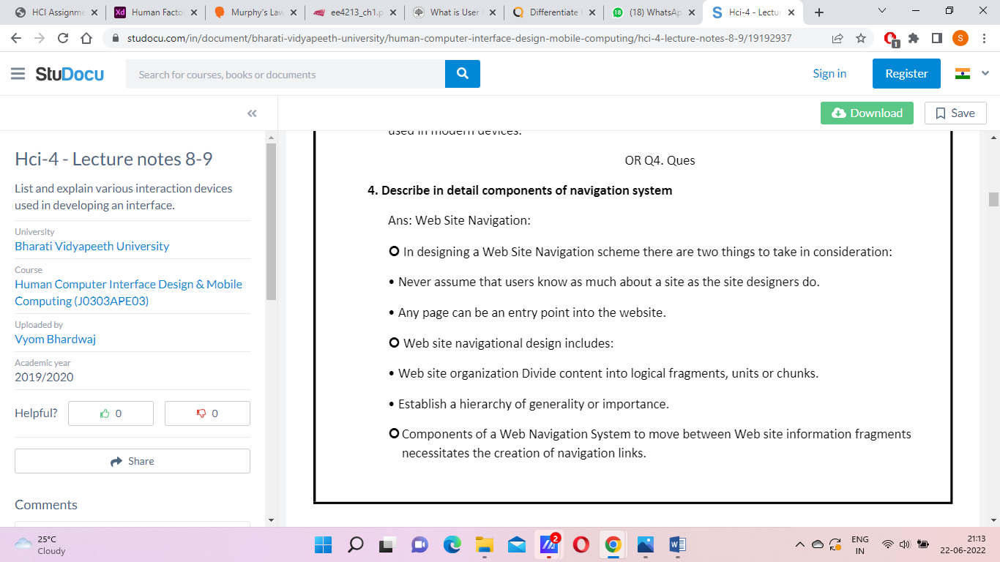 HCI Assignme
Human Facto
Murphy's Law
ee4213_ch1.p
What is User
Differentiate
(18) WhatsAp
Hci-4 - Lectur
studocu.com/in/document/bharati-vidyapeeth-university/human-computer-interface-design-mobile-computing/hci-4-lecture-notes-8-9/19192937
StuDocu
Search for courses, books or documents
Sign in
Register
Download
Save
Hci-4 - Lecture notes 8-9
List and explain various interaction devices
used in developing an interface.
University
Bharati Vidyapeeth University
Course
Human Computer Interface Design & Mobile
Computing (J0303APE03)
Uploaded by
Vyom Bhardwaj
Academic year
2019/2020
Helpful?
0
0
Share
Comments
used in modern devices.
OR Q4. Ques
4. Describe in detail components of navigation system
Ans: Web Site Navigation:
In designing a Web Site Navigation scheme there are two things to take in consideration:
• Never assume that users know as much about a site as the site designers do.
• Any page can be an entry point into the website.
Web site navigational design includes:
• Web site organization Divide content into logical fragments, units or chunks.
• Establish a hierarchy of generality or importance.
Components of a Web Navigation System to move between Web site information fragments
necessitates the creation of navigation links.
25°C
Cloudy
2
ENG
IN
21:13
22-06-2022